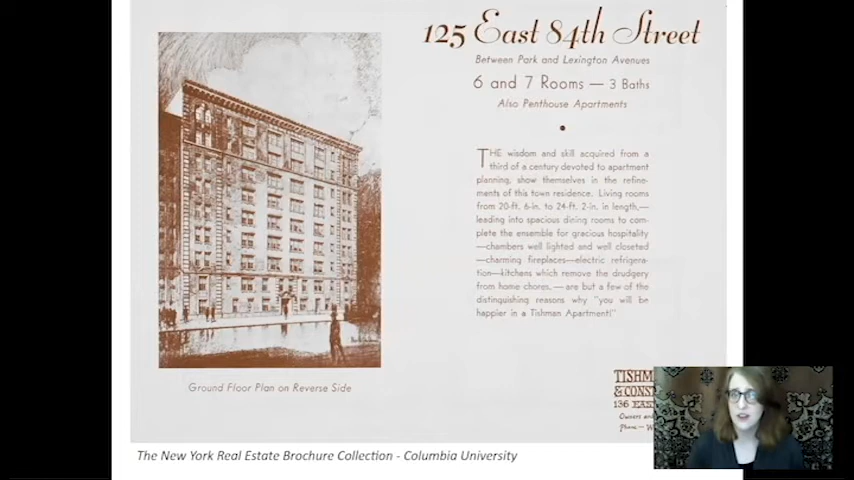 125 East 84th Street
Between Park and Lexington Avenues
6 and 7 Rooms — 3 Baths
Also Penthouse Apartments
THE wisdom and skill acquired from a
third of a century devoted to apartment
planning, show themselves in the refine-
ments of this town residence. Living rooms
from 20-ft. 6-in. to 24-ft. 2-in. in length,—
leading into spacious dining rooms to com-
plete the ensemble for gracious hospitality
—chambers well lighted and well closeted
—charming fireplaces—electric refrigera-
tion—kitchens which remove the drudgery
from home chores, — are but a few of the
distinguishing reasons why "you will be
happier in a Tishman Apartment!"
Ground Floor Plan on Reverse Side
TISHM
& CONS
136 EAS
Owners and
Phone - W
The New York Real Estate Brochure Collection - Columbia University